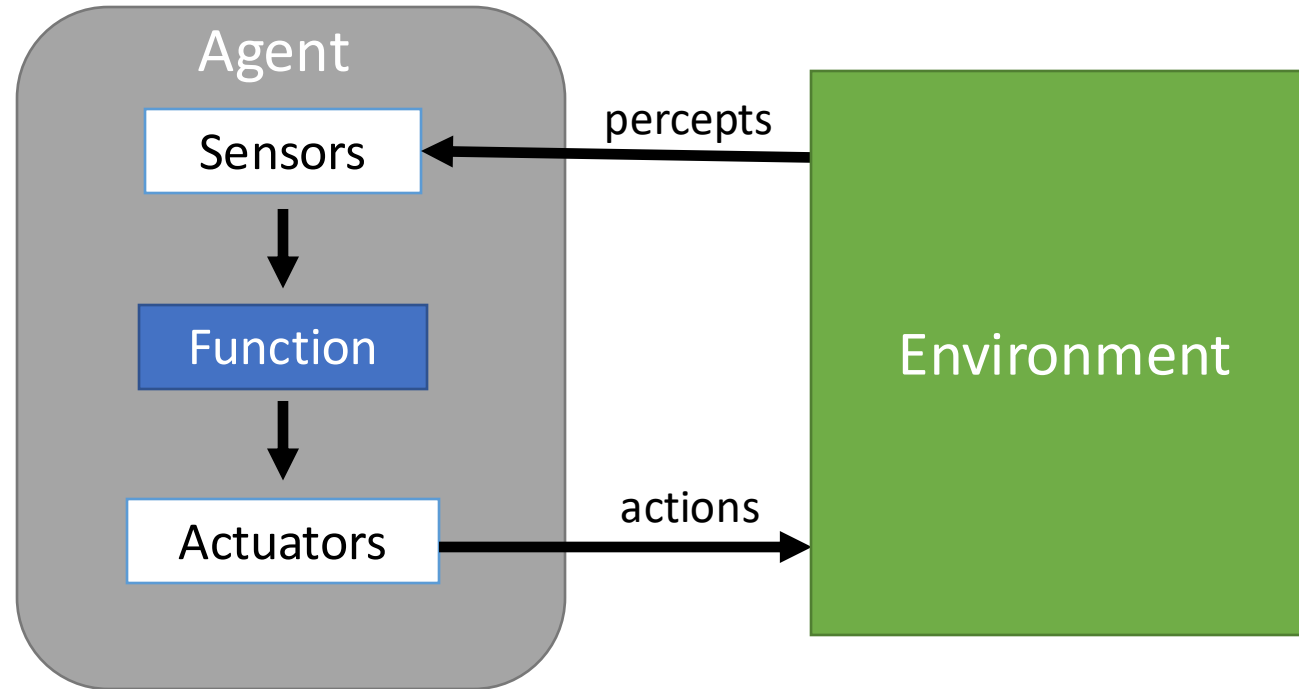 Agent
Sensors
percepts
Function
Environment
Actuators
actions